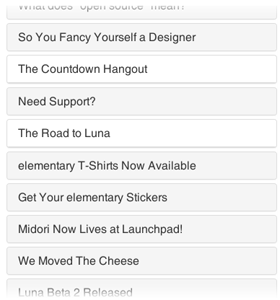 What does "open source" mean?
So You Fancy Yourself a Designer
The Countdown Hangout
Need Support?
The Road to Luna
elementary T-Shirts Now Available
Get Your elementary Stickers
Midori Now Lives at Launchpad!
We Moved The Cheese
Luna Beta 2 Released